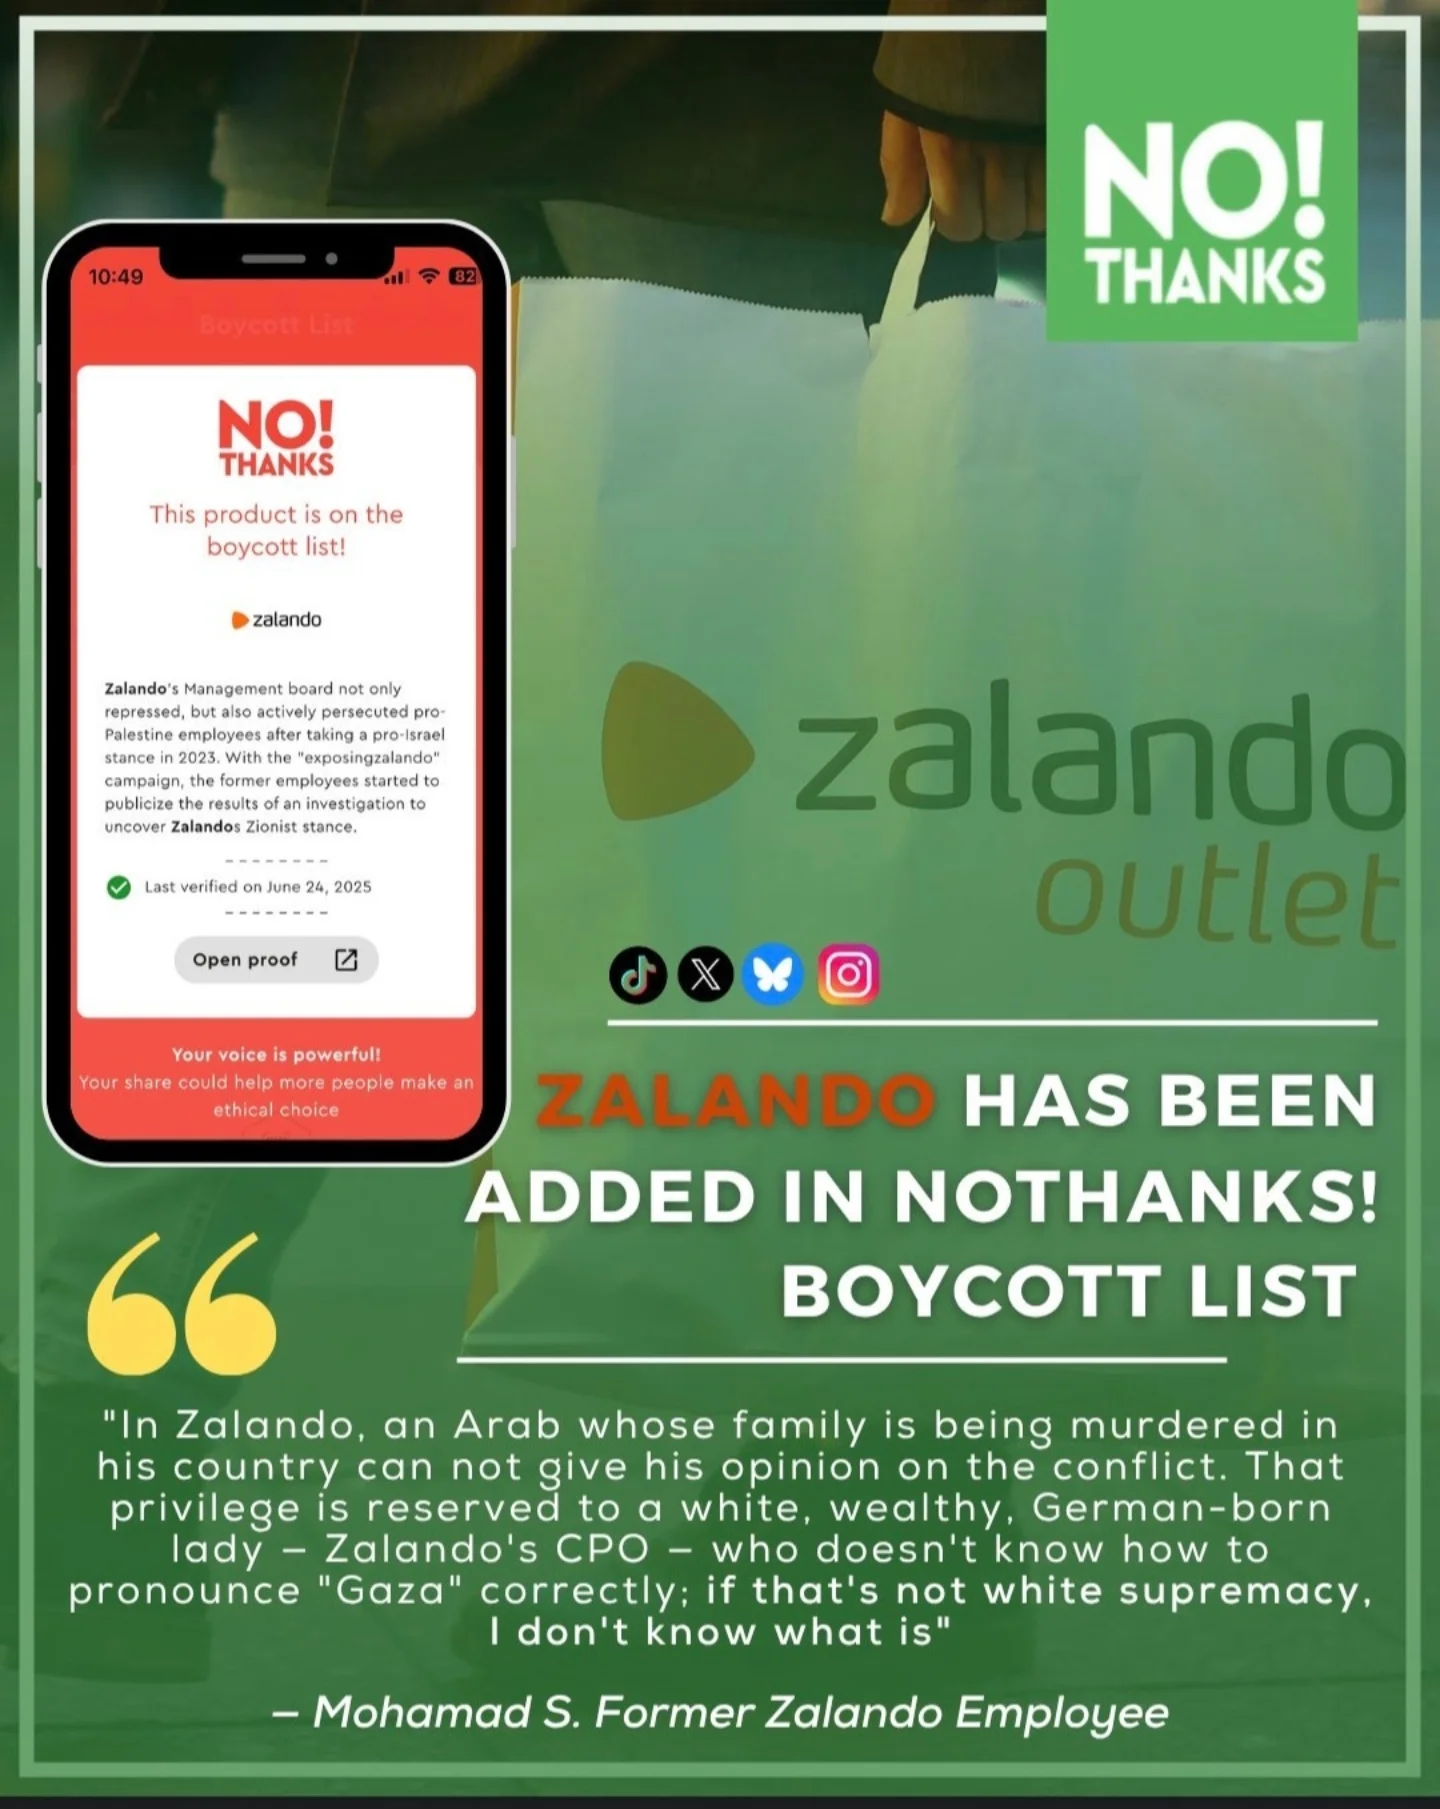 NO!
THANKS
10:49
82
Boycott List
NO!
THANKS
This product is on the
boycott list!
zalando
Zalando's Management board not only
repressed, but also actively persecuted pro-
Palestine employees after taking a pro-Israel
stance in 2023. With the "exposingzalando"
campaign, the former employees started to
publicize the results of an investigation to
uncover Zalandos Zionist stance.
--------
Last verified on June 24, 2025
--------
Open proof
Your voice is powerful!
Your share could help more people make an
ethical choice
zalando
outlet
ZALANDO HAS BEEN
ADDED IN NOTHANKS!
BOYCOTT LIST
"In Zalando, an Arab whose family is being murdered in
his country can not give his opinion on the conflict. That
privilege is reserved to a white, wealthy, German-born
lady – Zalando's CPO – who doesn't know how to
pronounce "Gaza" correctly; if that's not white supremacy,
I don't know what is"
– Mohamad S. Former Zalando Employee